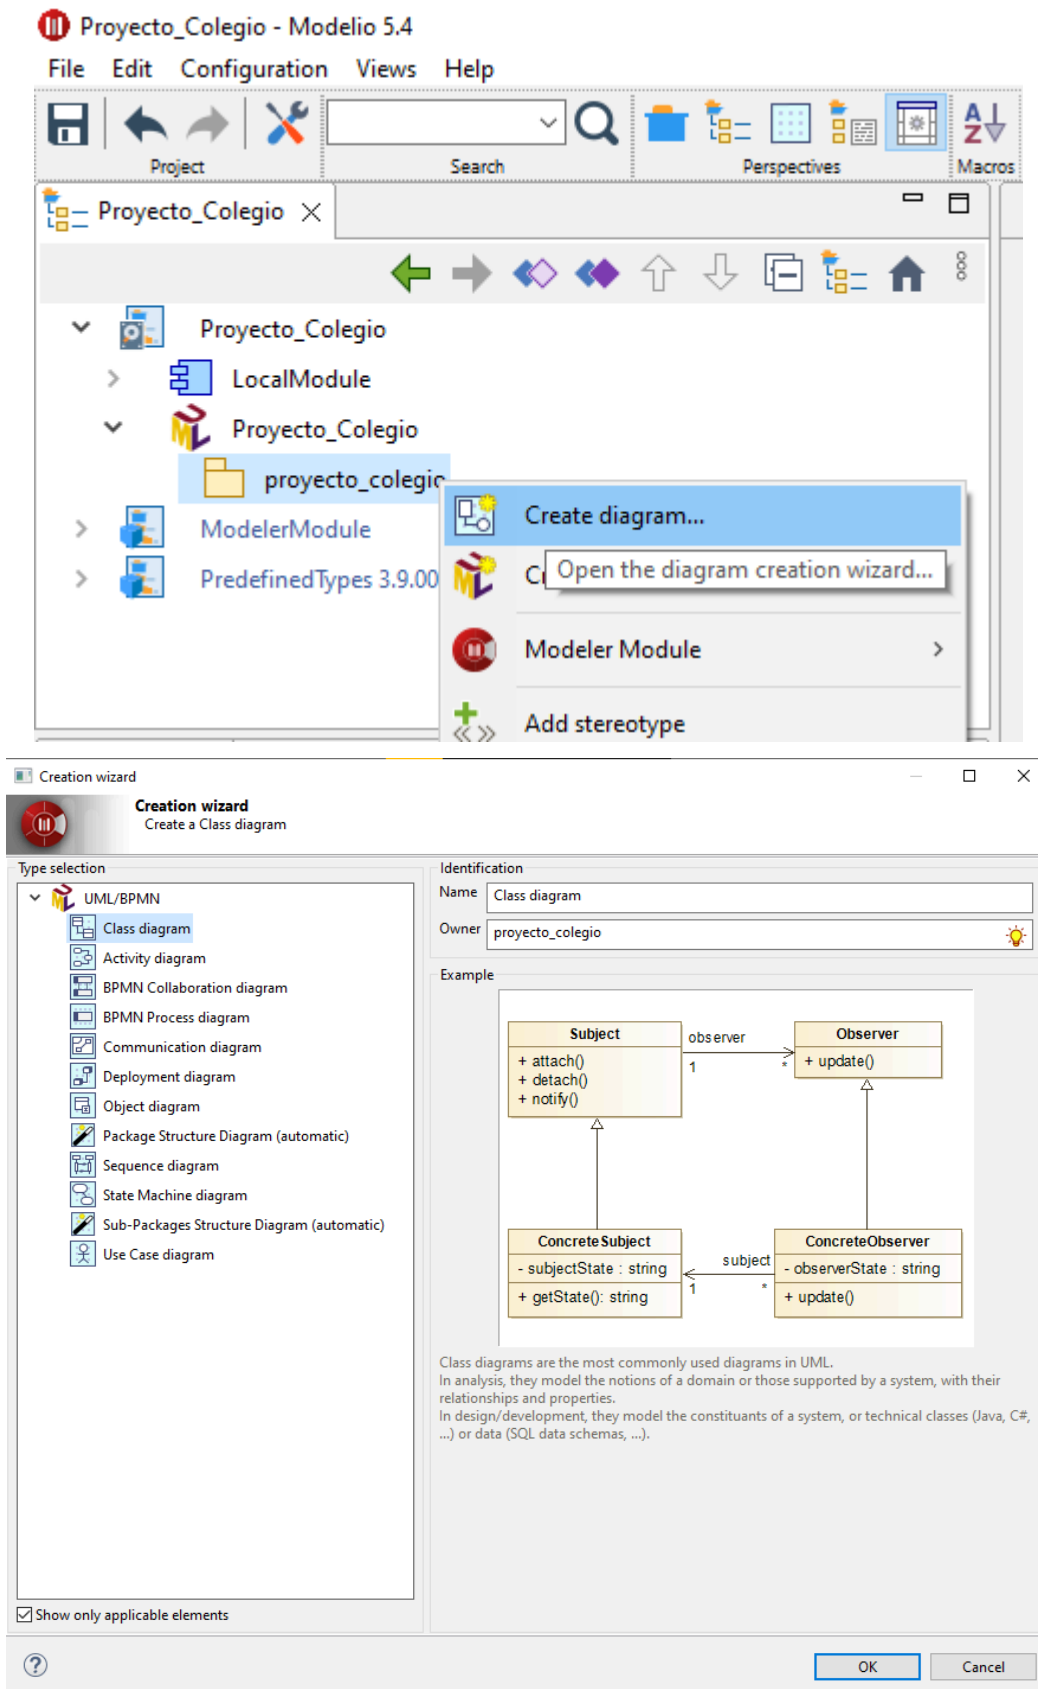 Proyecto_Colegio - Modelio 5.4
File Edit Configuration Views Help
Project Search Perspectives Macros
Proyecto_Colegio
Proyecto_Colegio
LocalModule
Proyecto_Colegio
proyecto_colegio
Create diagram...
ModelerModule
Open the diagram creation wizard...
PredefinedTypes 3.9.00
Modeler Module
Add stereotype
Creation wizard
Creation wizard
Create a Class diagram
Type selection
UML/BPMN
Class diagram
Activity diagram
BPMN Collaboration diagram
BPMN Process diagram
Communication diagram
Deployment diagram
Object diagram
Package Structure Diagram (automatic)
Sequence diagram
State Machine diagram
Sub-Packages Structure Diagram (automatic)
Use Case diagram
Show only applicable elements
Identification
Name Class diagram
Owner proyecto_colegio
Example
Subject
+ attach()
+ detach()
+ notify()
observer
1 *
Observer
+ update()
ConcreteSubject
- subjectState : string
+ getState(): string
subject
1 *
ConcreteObserver
- observerState : string
+ update()
Class diagrams are the most commonly used diagrams in UML.
In analysis, they model the notions of a domain or those supported by a system, with their
relationships and properties.
In design/development, they model the constituants of a system, or technical classes (Java, C#,
...) or data (SQL data schemas, ...).
OK Cancel